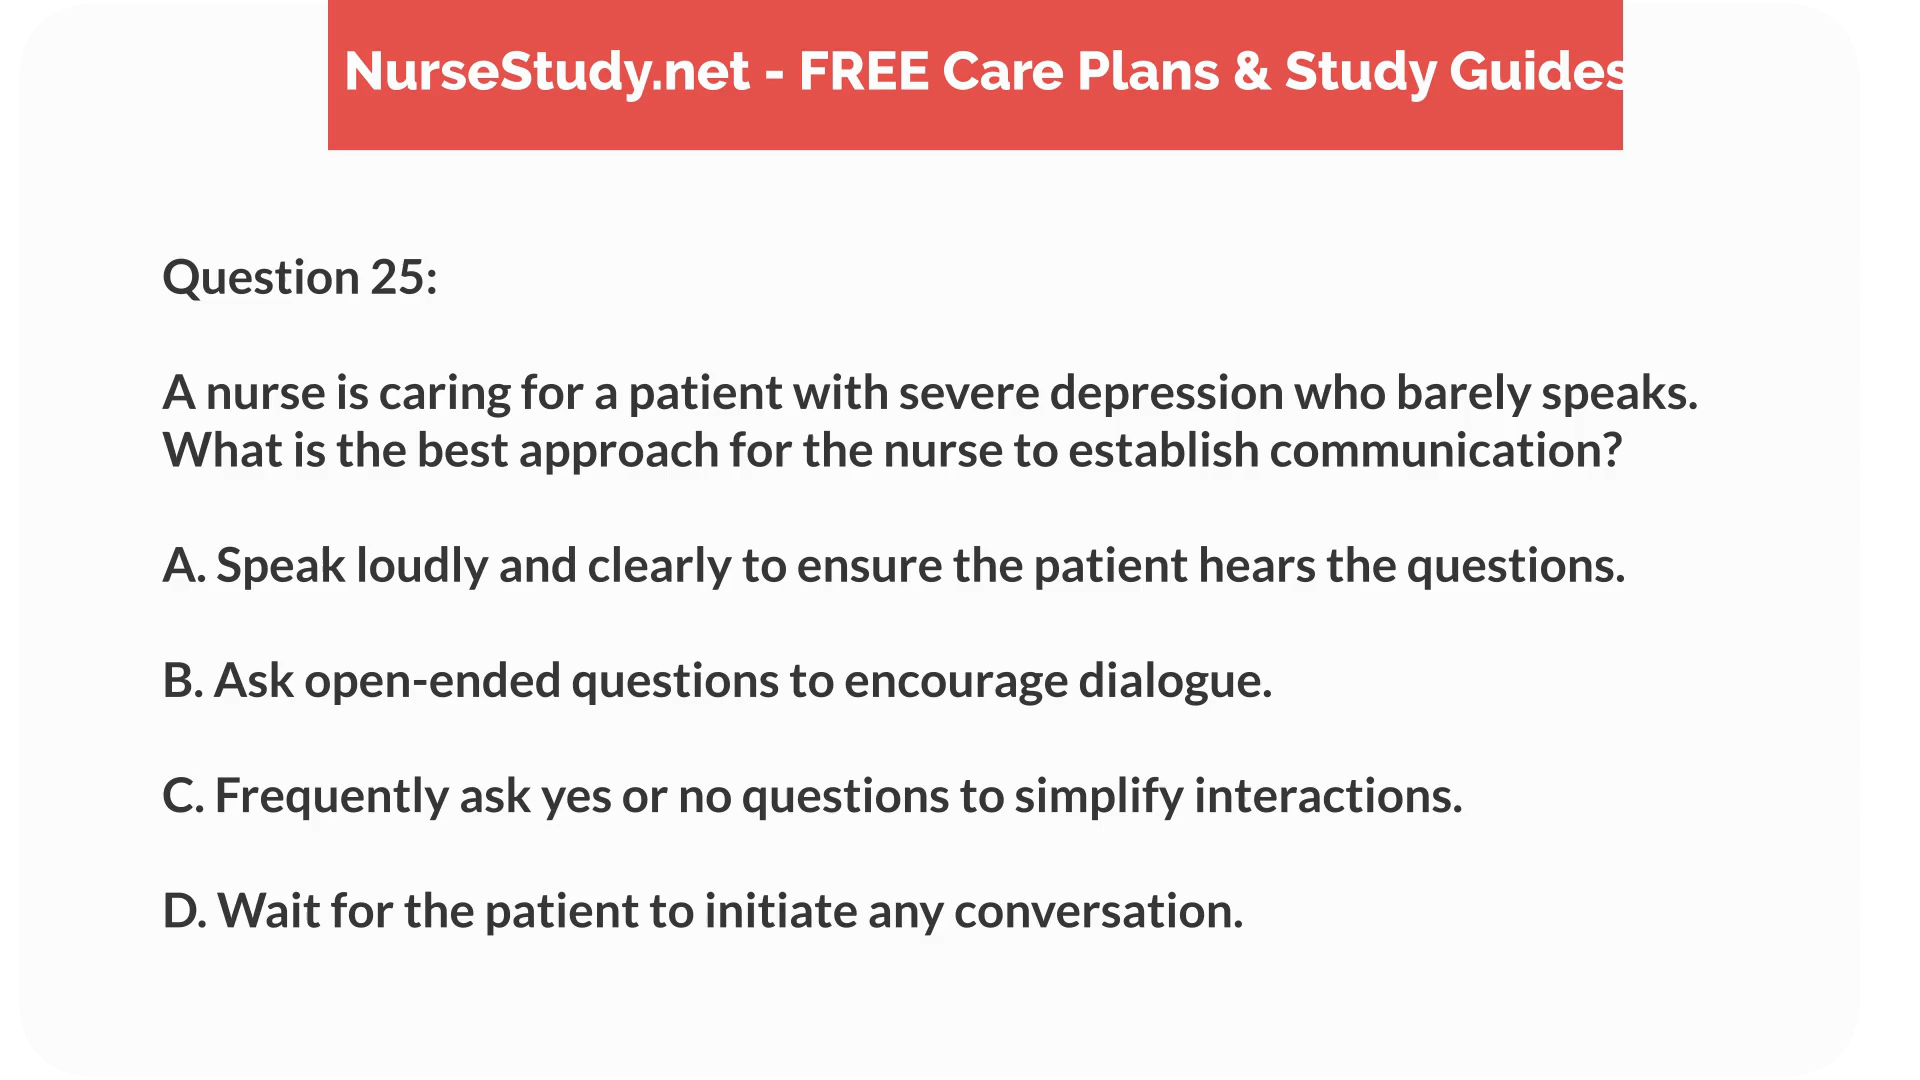 NurseStudy.net - FREE Care Plans & Study Guides
Question 25:
A nurse is caring for a patient with severe depression who barely speaks.
What is the best approach for the nurse to establish communication?
A. Speak loudly and clearly to ensure the patient hears the questions.
B. Ask open-ended questions to encourage dialogue.
C. Frequently ask yes or no questions to simplify interactions.
D. Wait for the patient to initiate any conversation.